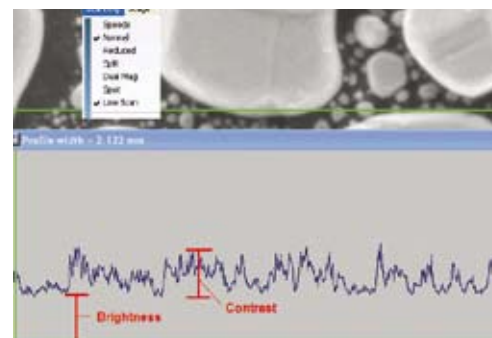 Speeds
Normal
Reduced
Split
Dual Mag
Spot
Line Scan
Profile width = 2.122 mm
Contrast
Brightness